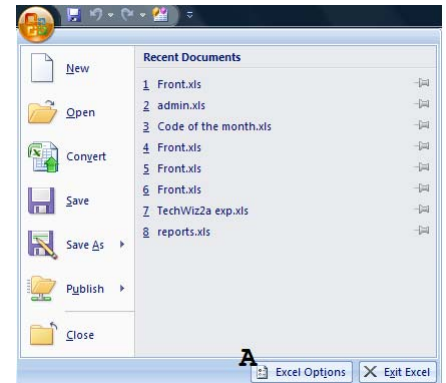 Recent Documents
New
1 Front.xls
2 admin.xls
Open
3 Code of the month.xls
4 Front.xls
Convert
5 Front.xls
6 Front.xls
Save
7 TechWiz2a exp.xls
8 reports.xls
Save As
Publish
Close
A
Excel Options
Exit Excel